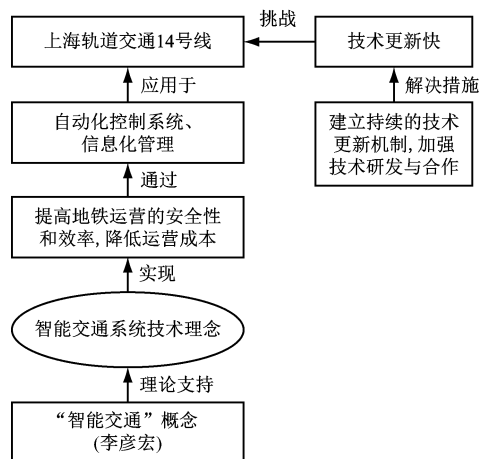 上海轨道交通14号线
挑战
技术更新快
应用于
解决措施
自动化控制系统、
信息化管理
建立持续的技术
更新机制, 加强
技术研发与合作
通过
提高地铁运营的安全性
和效率, 降低运营成本
实现
智能交通系统技术理念
理论支持
“智能交通”概念
(李彦宏)